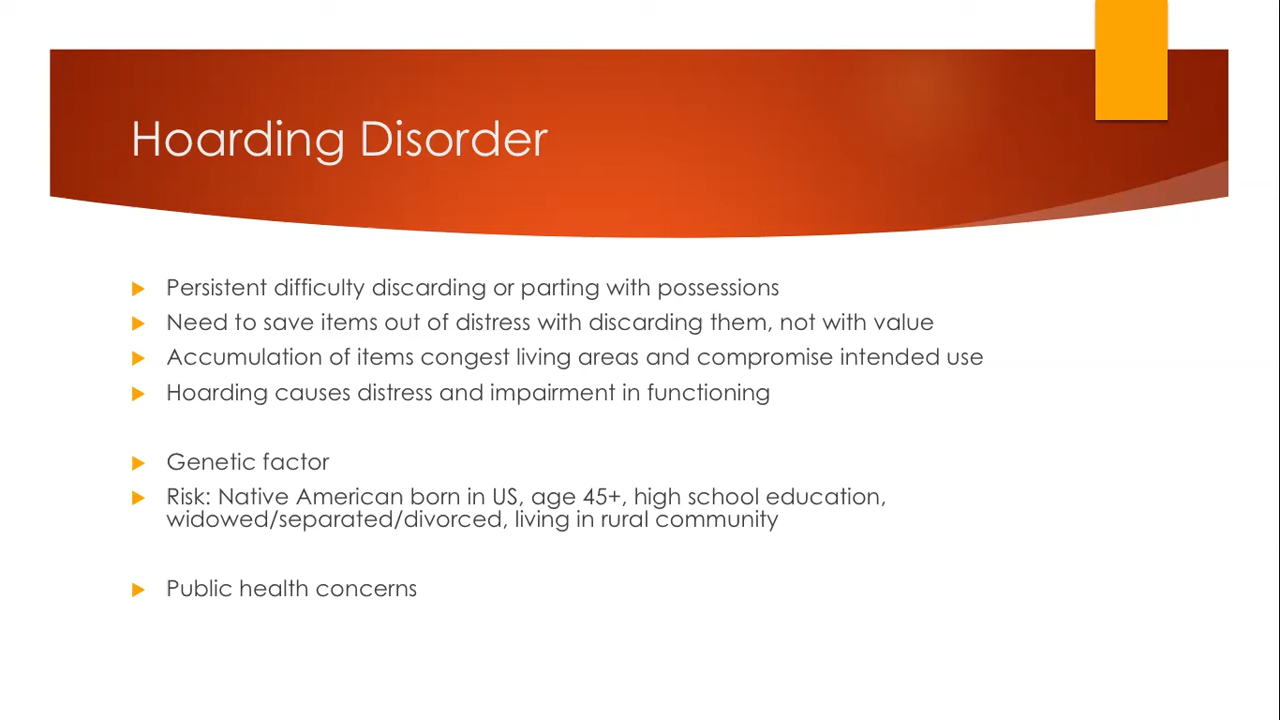 Hoarding Disorder
Persistent difficulty discarding or parting with possessions
Need to save items out of distress with discarding them, not with value
Accumulation of items congest living areas and compromise intended use
Hoarding causes distress and impairment in functioning
Genetic factor
Risk: Native American born in US, age 45+, high school education,
widowed/separated/divorced, living in rural community
Public health concerns